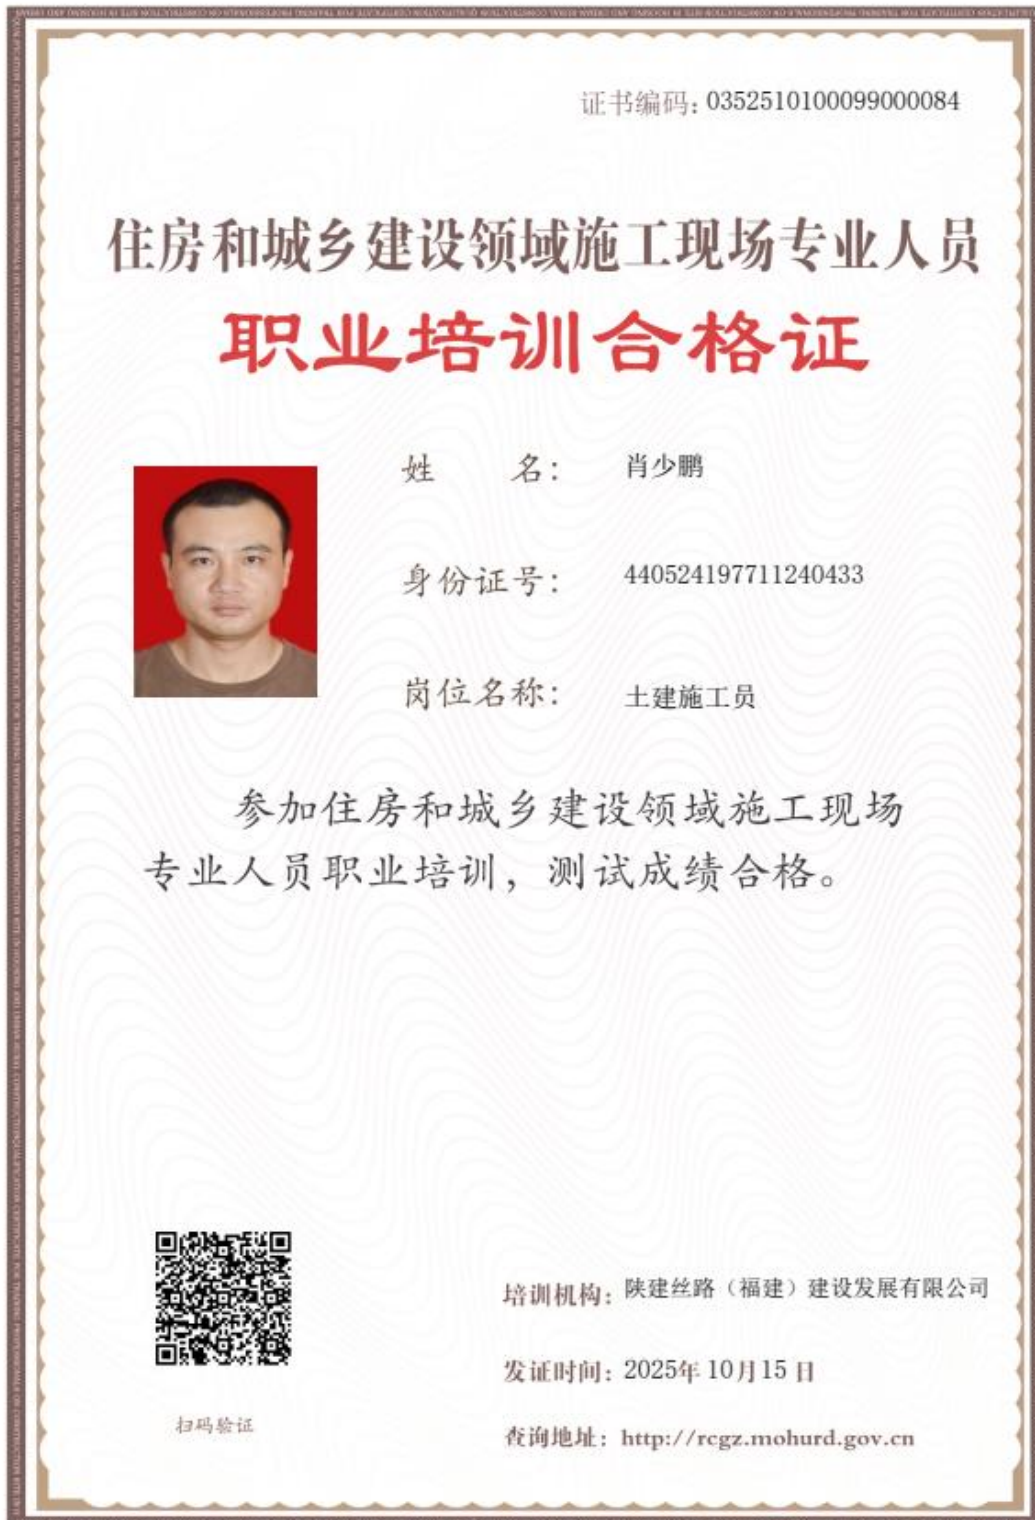 证书编码：0352510100099000084
住房和城乡建设领域施工现场专业人员
职业培训合格证
姓 名： 肖少鹏
身份证号： 440524197711240433
岗位名称： 土建施工员
参加住房和城乡建设领域施工现场
专业人员职业培训，测试成绩合格。
培训机构：陕建丝路（福建）建设发展有限公司
发证时间：2025年10月15日
扫码验证
查询地址：http://rcgz.mohurd.gov.cn